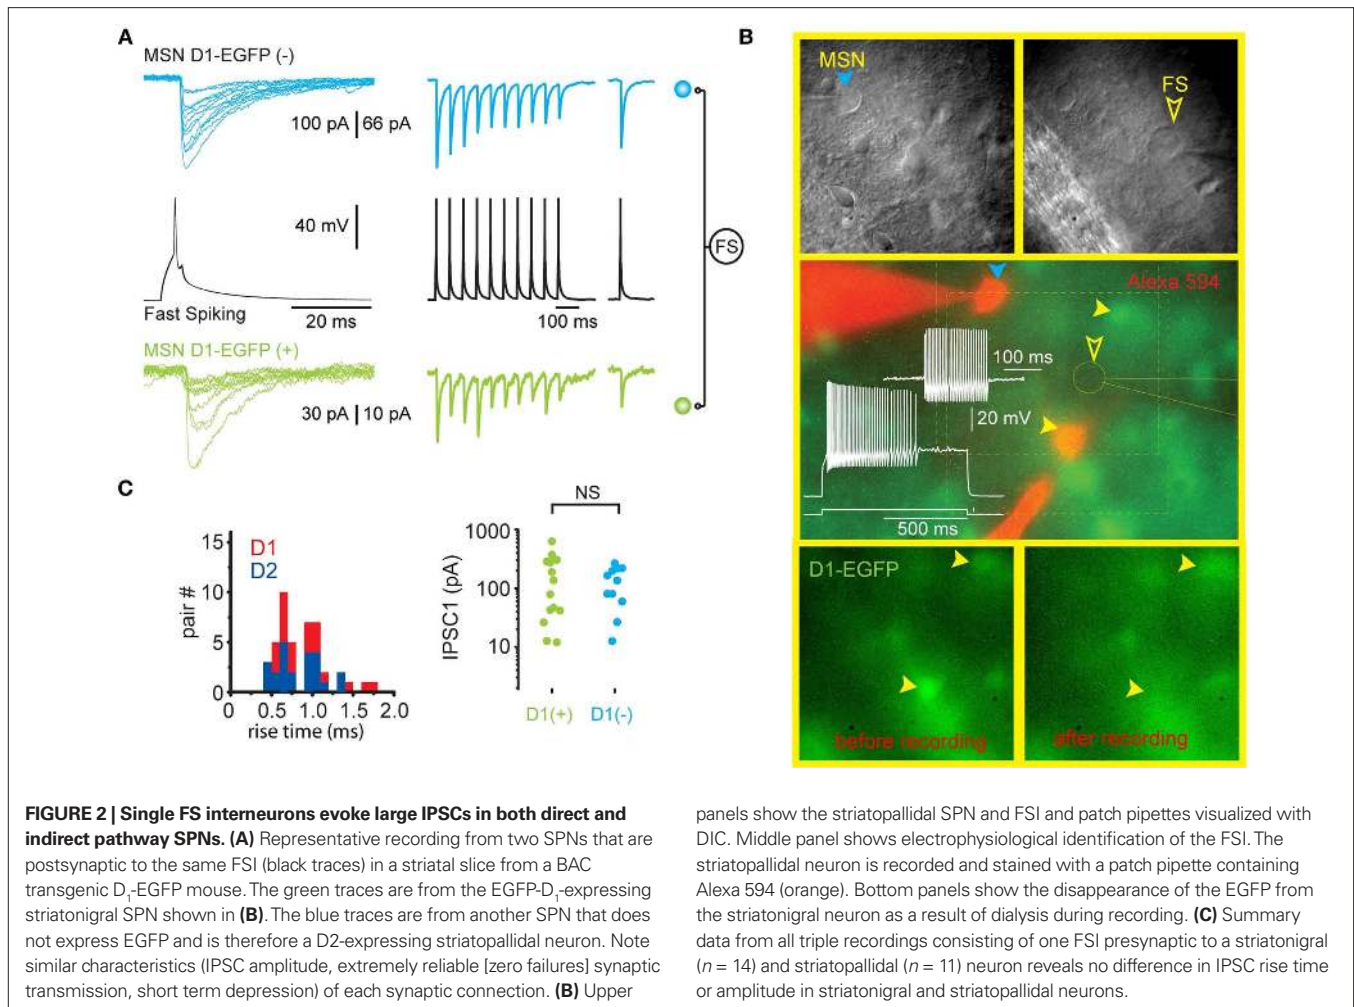 A
MSN D1-EGFP (-)
100 pA | 66 pA
40 mV
FS
Fast Spiking
20 ms
100 ms
MSN D1-EGFP (+)
30 pA | 10 pA
B
MSN
FS
Alexa 594
100 ms
20 mV
500 ms
D1-EGFP
before recording
after recording
C
15
10
5
0
pair #
D1
D2
0 0.5 1.0 1.5 2.0
rise time (ms)
NS
1000
100
10
IPSC1 (pA)
D1(+) D1(-)
FIGURE 2 | Single FS interneurons evoke large IPSCs in both direct and
indirect pathway SPNs. (A) Representative recording from two SPNs that are
postsynaptic to the same FSI (black traces) in a striatal slice from a BAC
transgenic D1-EGFP mouse. The green traces are from the EGFP-D1-expressing
striatonigral SPN shown in (B). The blue traces are from another SPN that does
not express EGFP and is therefore a D2-expressing striatopallidal neuron. Note
similar characteristics (IPSC amplitude, extremely reliable [zero failures] synaptic
transmission, short term depression) of each synaptic connection. (B) Upper
panels show the striatopallidal SPN and FSI and patch pipettes visualized with
DIC. Middle panel shows electrophysiological identification of the FSI. The
striatopallidal neuron is recorded and stained with a patch pipette containing
Alexa 594 (orange). Bottom panels show the disappearance of the EGFP from
the striatonigral neuron as a result of dialysis during recording. (C) Summary
data from all triple recordings consisting of one FSI presynaptic to a striatonigral
(n = 14) and striatopallidal (n = 11) neuron reveals no difference in IPSC rise time
or amplitude in striatonigral and striatopallidal neurons.